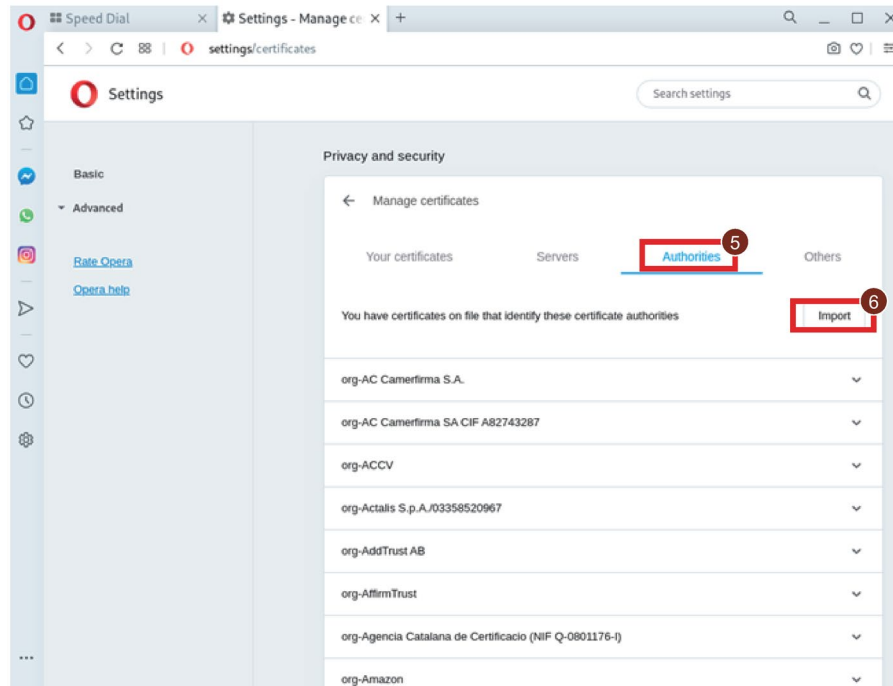 Speed Dial
Settings - Manage ce
settings/certificates
Settings
Search settings
Basic
Advanced
Rate Opera
Opera help
Privacy and security
Manage certificates
Your certificates Servers Authorities Others
5
You have certificates on file that identify these certificate authorities
Import
6
org-AC Camerfirma S.A.
org-AC Camerfirma SA CIF A82743287
org-ACCV
org-Actalis S.p.A./03358520967
org-AddTrust AB
org-AffirmTrust
org-Agencia Catalana de Certificacio (NIF Q-0801176-I)
org-Amazon